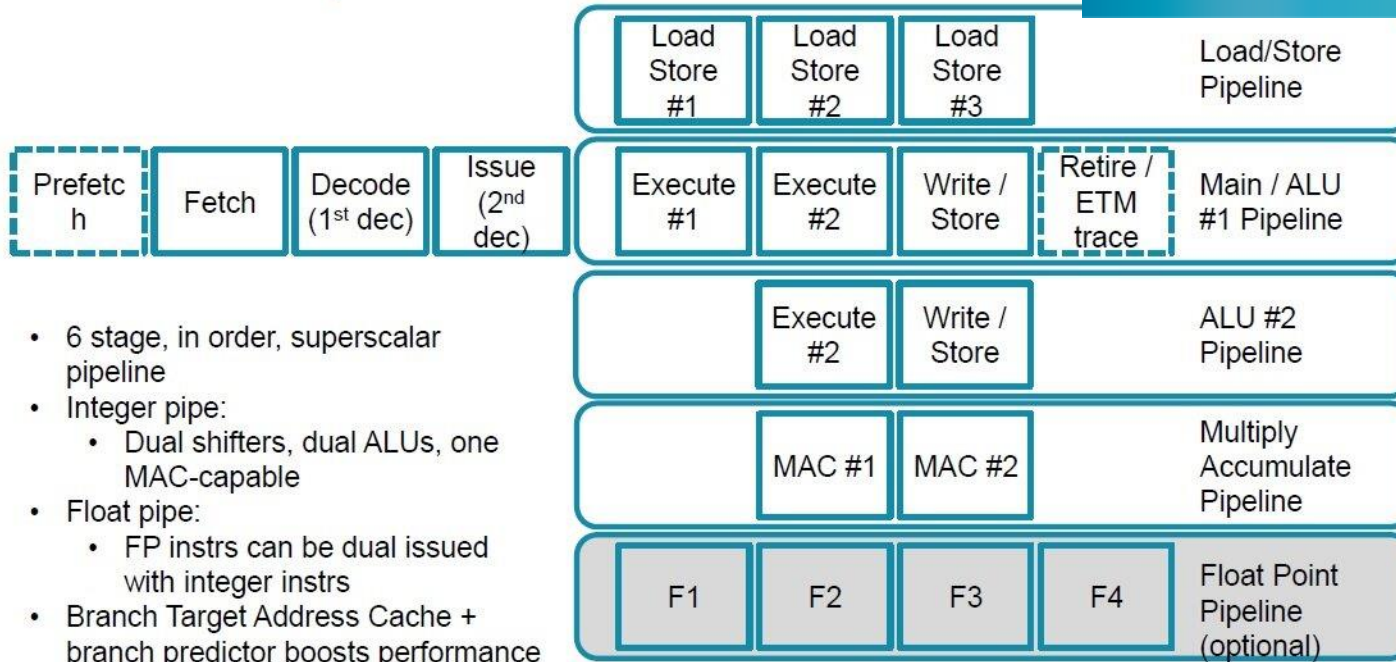 Load
Store
#1
Load
Store
#2
Load
Store
#3
Load/Store
Pipeline
Prefetc
h
Fetch
Decode
(1st dec)
Issue
(2nd
dec)
Execute
#1
Execute
#2
Write /
Store
Retire /
ETM
trace
Main / ALU
#1 Pipeline
Execute
#2
Write /
Store
ALU #2
Pipeline
MAC #1
MAC #2
Multiply
Accumulate
Pipeline
F1
F2
F3
F4
Float Point
Pipeline
(optional)
• 6 stage, in order, superscalar
pipeline
• Integer pipe:
• Dual shifters, dual ALUs, one
MAC-capable
• Float pipe:
• FP instrs can be dual issued
with integer instrs
• Branch Target Address Cache +
branch predictor boosts performance